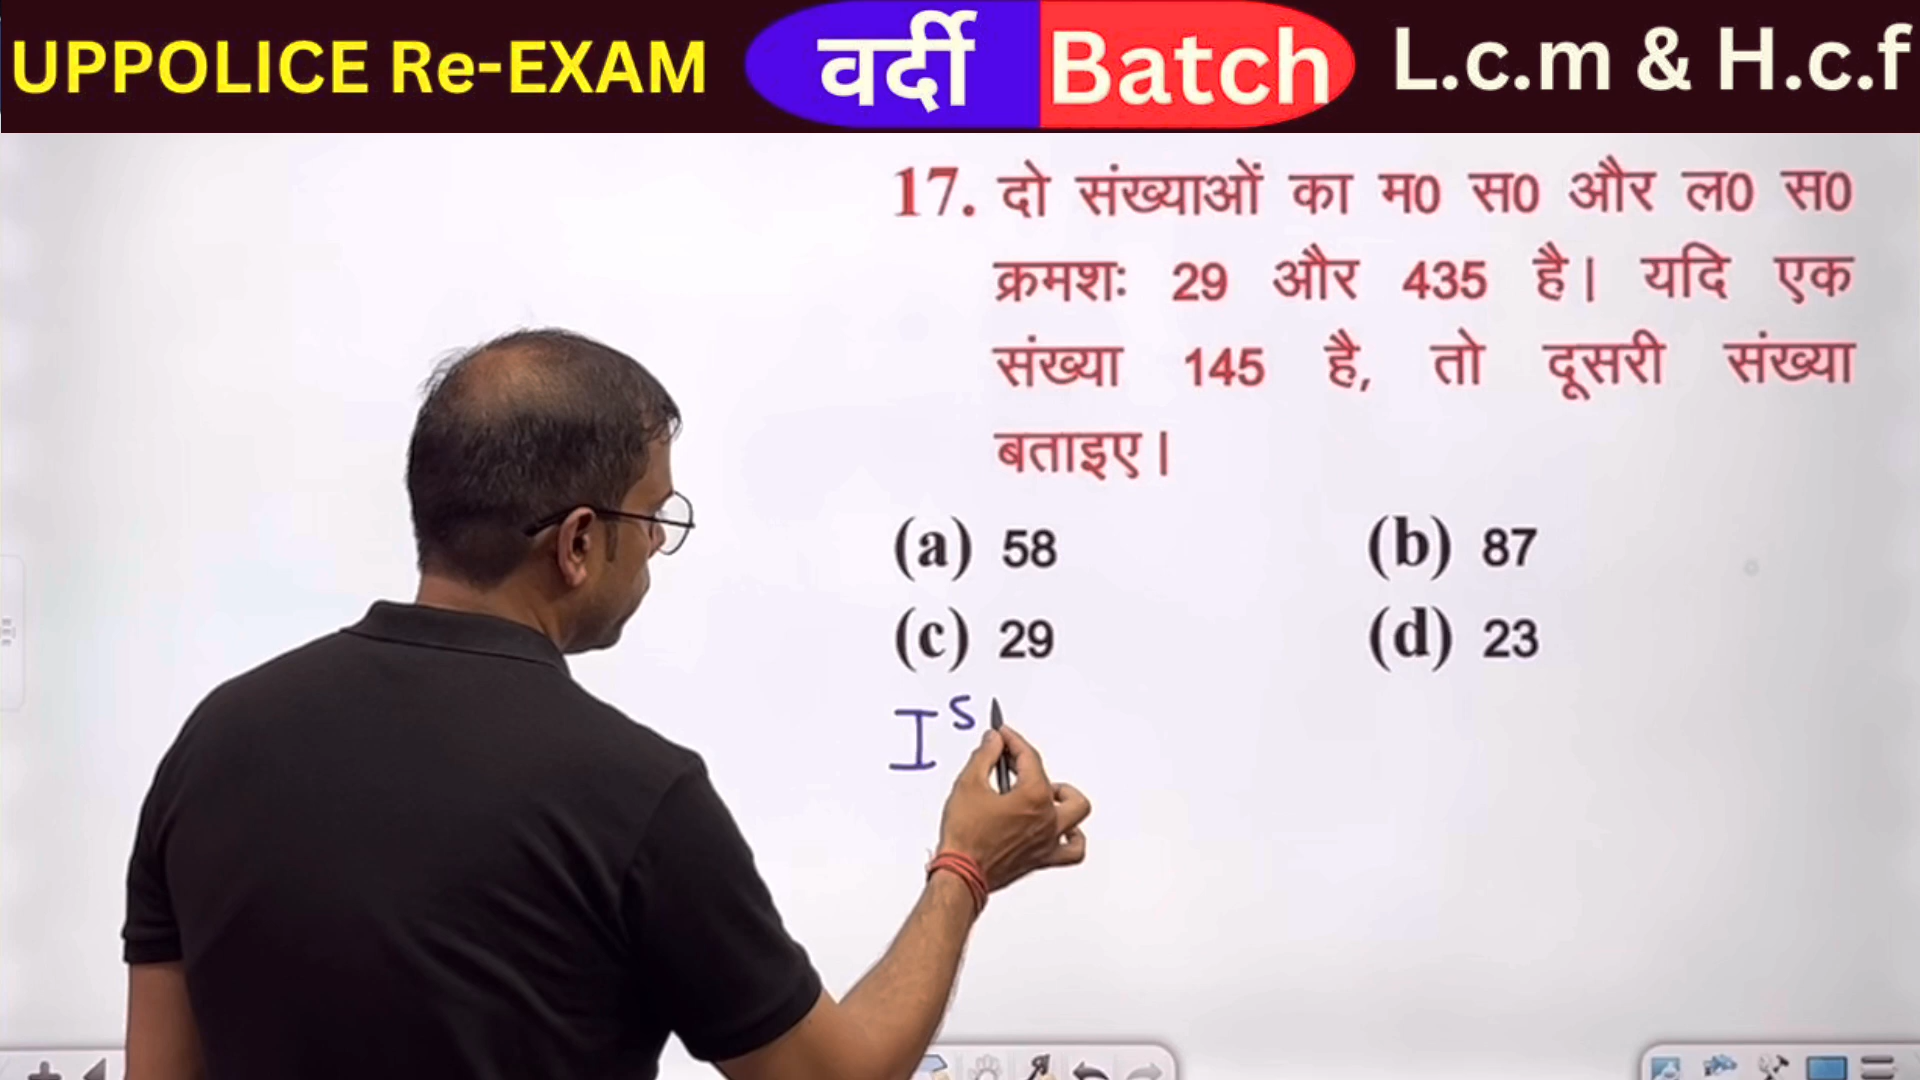 UPPOLICE Re-EXAM वर्दी Batch L.c.m & H.c.f
17. दो संख्याओं का म0 स0 और ल0 स0
क्रमशः 29 और 435 है। यदि एक
संख्या 145 है, तो दूसरी संख्या
बताइए।
(a) 58 (b) 87
(c) 29 (d) 23
I S